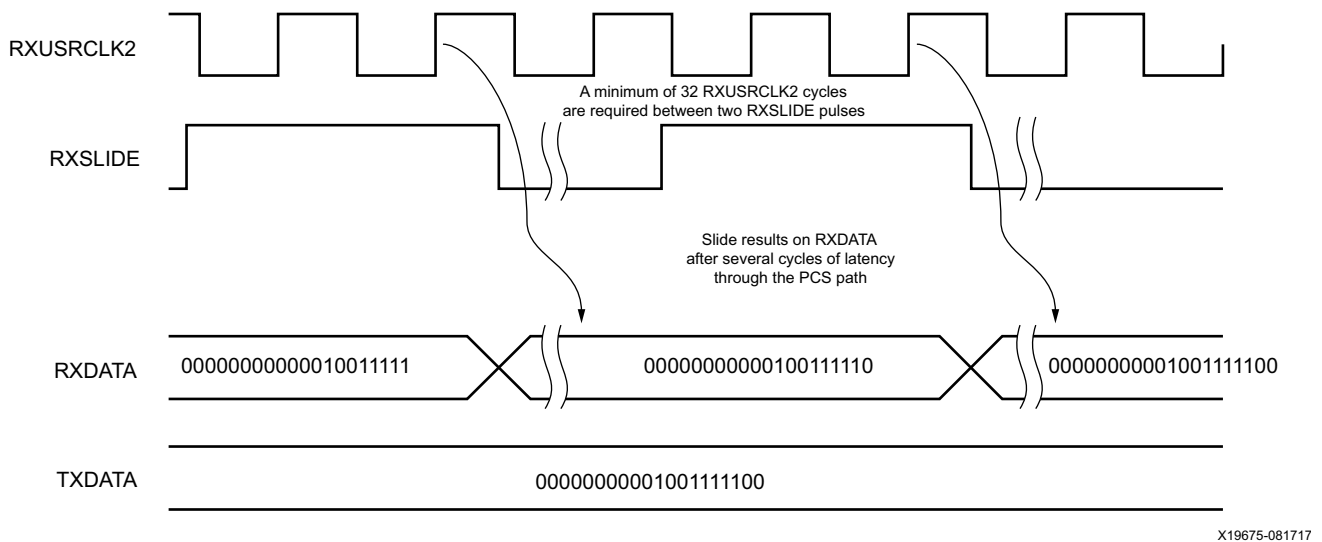 RXUSRCLK2
A minimum of 32 RXUSRCLK2 cycles
are required between two RXSLIDE pulses
RXSLIDE
Slide results on RXDATA
after several cycles of latency
through the PCS path
RXDATA
00000000000010011111
00000000000100111110
00000000001001111100
TXDATA
00000000001001111100
X19675-081717